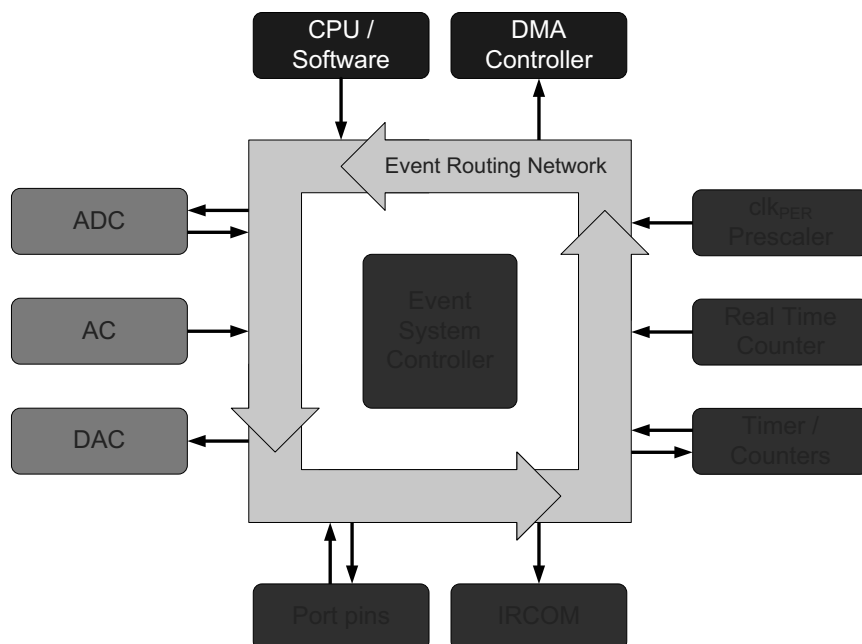 CPU /
Software
DMA
Controller
Event Routing Network
ADC
clkPER
Prescaler
Event
System
Controller
AC
Real Time
Counter
DAC
Timer /
Counters
Port pins
IRCOM